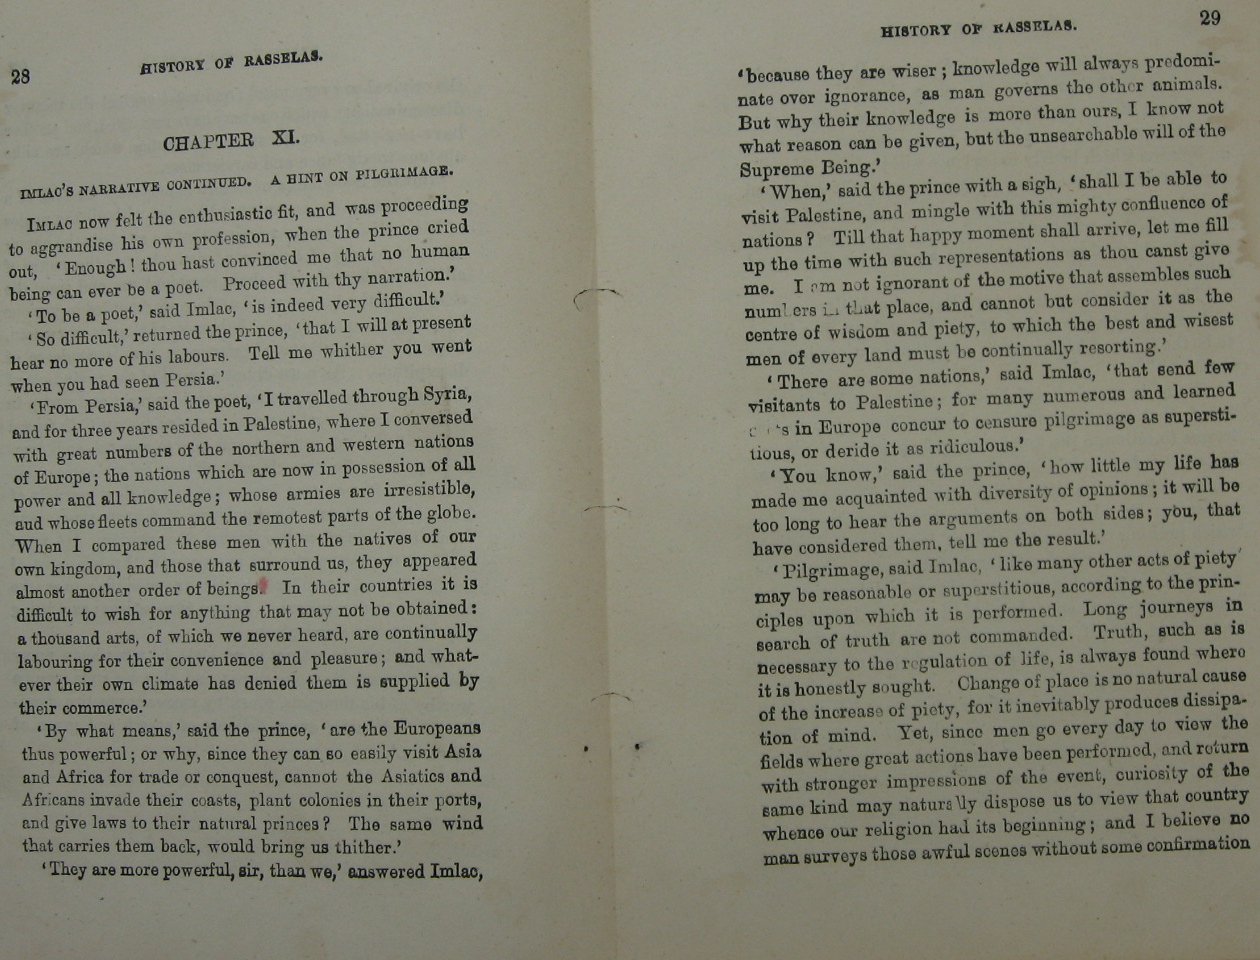 28
HISTORY OF RASSELAS.
CHAPTER XI.
IMLAC'S NARRATIVE CONTINUED. A HINT ON PILGRIMAGE.
IMLAC now felt the enthusiastic fit, and was proceeding
to aggrandise his own profession, when the prince cried
out, ‘Enough! thou hast convinced me that no human
being can ever be a poet. Proceed with thy narration.’
‘To be a poet,’ said Imlac, ‘is indeed very difficult.’
‘So difficult,’ returned the prince, ‘that I will at present
hear no more of his labours. Tell me whither you went
when you had seen Persia.’
‘From Persia,’ said the poet, ‘I travelled through Syria,
and for three years resided in Palestine, where I conversed
with great numbers of the northern and western nations
of Europe; the nations which are now in possession of all
power and all knowledge; whose armies are irresistible,
and whose fleets command the remotest parts of the globe.
When I compared these men with the natives of our
own kingdom, and those that surround us, they appeared
almost another order of beings. In their countries it is
difficult to wish for anything that may not be obtained:
a thousand arts, of which we never heard, are continually
labouring for their convenience and pleasure; and what-
ever their own climate has denied them is supplied by
their commerce.’
‘By what means,’ said the prince, ‘are the Europeans
thus powerful; or why, since they can so easily visit Asia
and Africa for trade or conquest, cannot the Asiatics and
Africans invade their coasts, plant colonies in their ports,
and give laws to their natural princes? The same wind
that carries them back, would bring us thither.’
‘They are more powerful, sir, than we,’ answered Imlac,
HISTORY OF RASSELAS.
29
‘because they are wiser; knowledge will always predomi-
nate over ignorance, as man governs the other animals.
But why their knowledge is more than ours, I know not
what reason can be given, but the unsearchable will of the
Supreme Being.’
‘When,’ said the prince with a sigh, ‘shall I be able to
visit Palestine, and mingle with this mighty confluence of
nations? Till that happy moment shall arrive, let me fill
up the time with such representations as thou canst give
me. I am not ignorant of the motive that assembles such
numbers in that place, and cannot but consider it as the
centre of wisdom and piety, to which the best and wisest
men of every land must be continually resorting.’
‘There are some nations,’ said Imlac, ‘that send few
visitants to Palestine; for many numerous and learned
in Europe concur to censure pilgrimage as supersti-
tious, or deride it as ridiculous.’
‘You know,’ said the prince, ‘how little my life has
made me acquainted with diversity of opinions; it will be
too long to hear the arguments on both sides; you, that
have considered them, tell me the result.’
‘Pilgrimage, said Imlac, ‘like many other acts of piety
may be reasonable or superstitious, according to the prin-
ciples upon which it is performed. Long journeys in
search of truth are not commanded. Truth, such as is
necessary to the regulation of life, is always found where
it is honestly sought. Change of place is no natural cause
of the increase of piety, for it inevitably produces dissipa-
tion of mind. Yet, since men go every day to view the
fields where great actions have been performed, and return
with stronger impressions of the event, curiosity of the
same kind may naturally dispose us to view that country
whence our religion had its beginning; and I believe no
man surveys those awful scenes without some confirmation